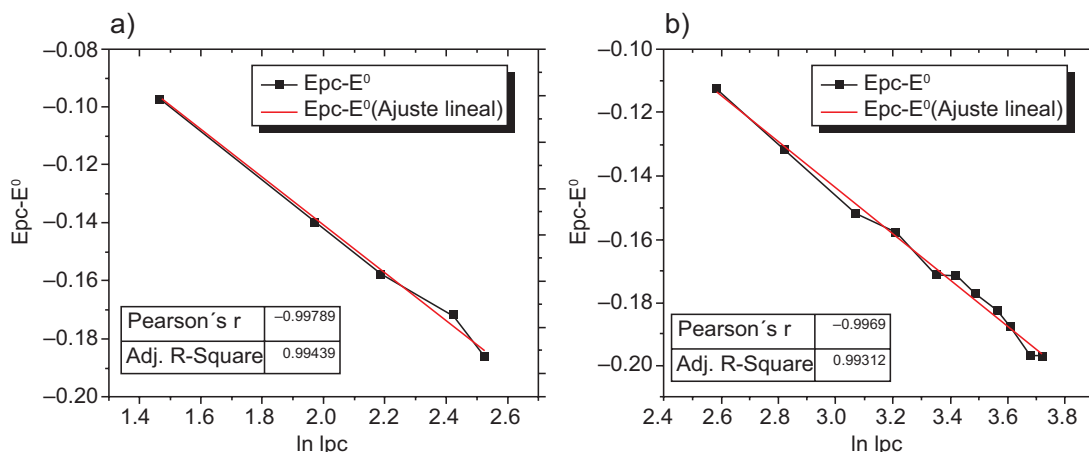 a)
–0.08
–0.10
–0.12
–0.14
–0.16
–0.18
–0.20
Epc-E⁰
Epc-E⁰
Epc-E⁰(Ajuste lineal)
Pearson´s r –0.99789
Adj. R-Square 0.99439
1.4 1.6 1.8 2.0 2.2 2.4 2.6
ln Ipc
b)
–0.10
–0.12
–0.14
–0.16
–0.18
–0.20
Epc-E⁰
Epc-E⁰
Epc-E⁰(Ajuste lineal)
Pearson´s r –0.9969
Adj. R-Square 0.99312
2.4 2.6 2.8 3.0 3.2 3.4 3.6 3.8
ln Ipc